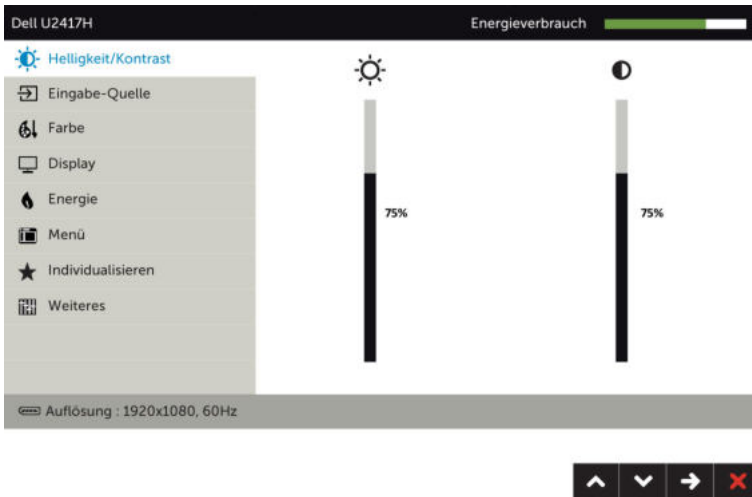 Dell U2417H Energieverbrauch
Helligkeit/Kontrast
Eingabe-Quelle
Farbe
Display
Energie
75% 75%
Menü
Individualisieren
Weiteres
Auflösung : 1920x1080, 60Hz